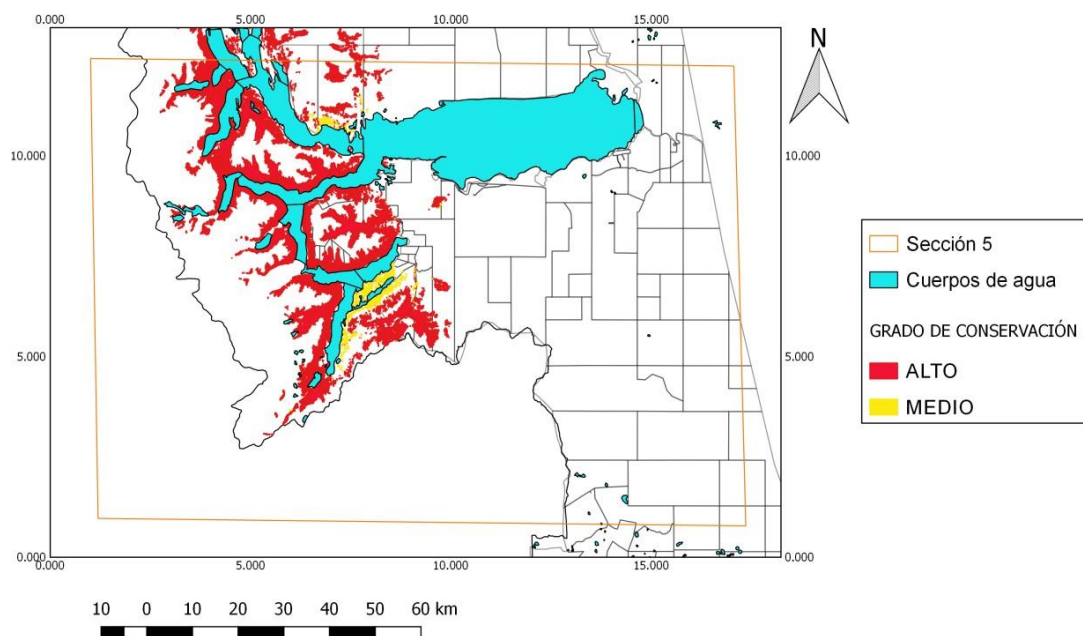 0.000 5.000 10.000 15.000
N
10.000 10.000
Sección 5
Cuerpos de agua
GRADO DE CONSERVACIÓN
5.000 5.000
ALTO
MEDIO
0.000 0.000
0.000 5.000 10.000 15.000
10 0 10 20 30 40 50 60 km